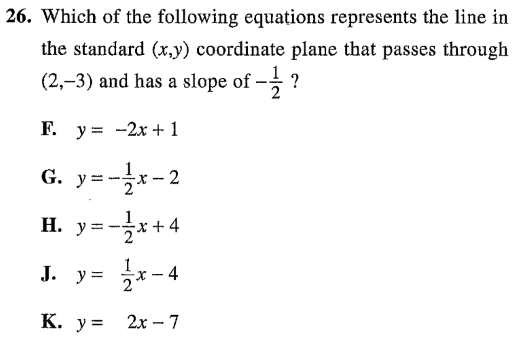 26. Which of the following equations represents the line in
the standard (x,y) coordinate plane that passes through
(2,–3) and has a slope of –1/2 ?
F. y = –2x + 1
G. y = –1/2x – 2
H. y = –1/2x + 4
J. y = 1/2x – 4
K. y = 2x – 7